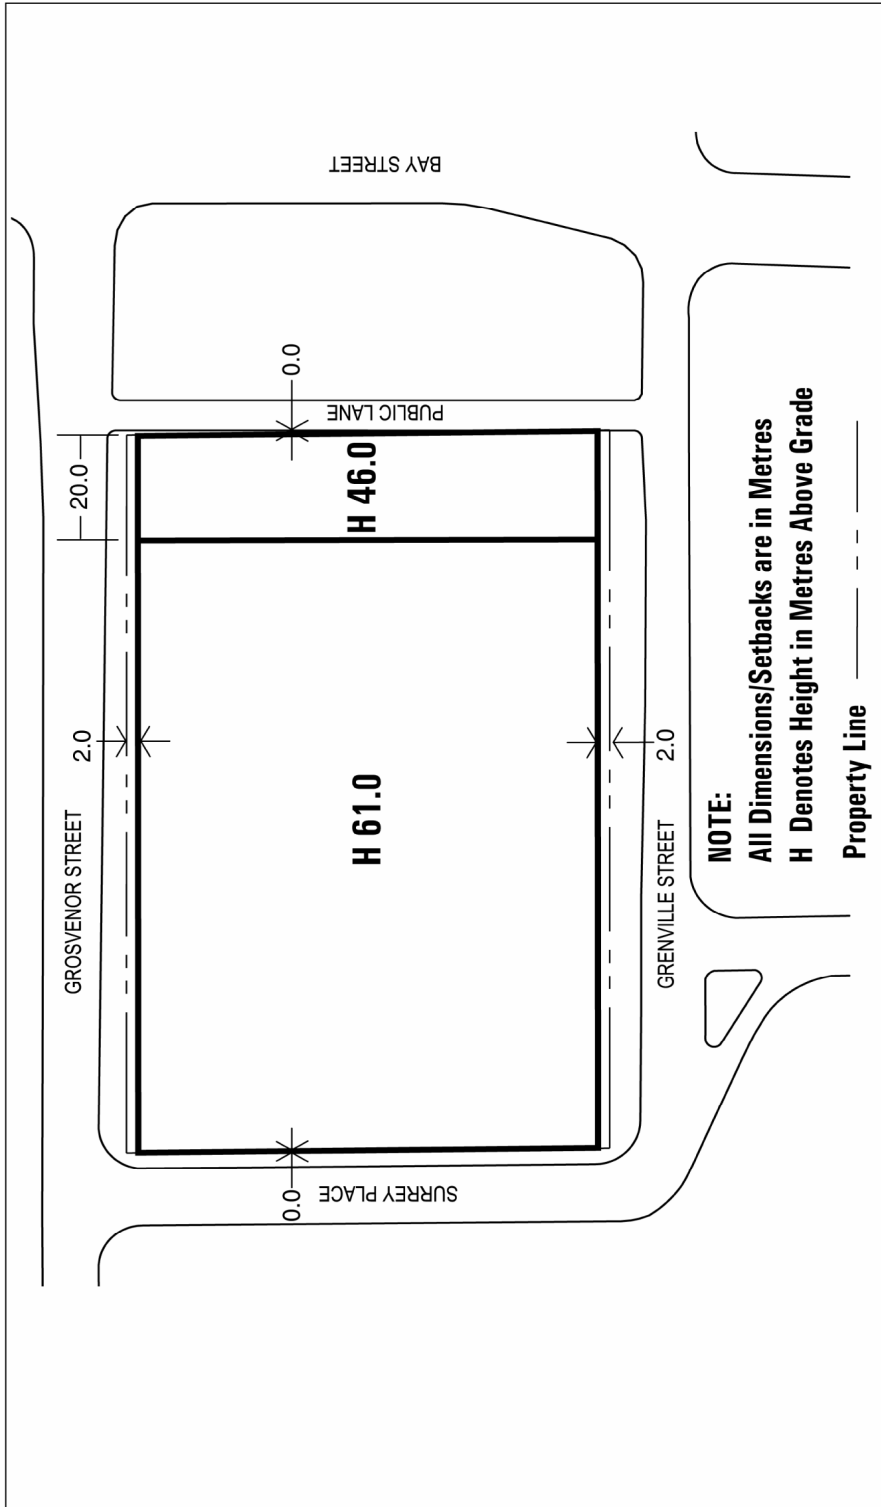 BAY STREET
0.0
PUBLIC LANE
20.0
H 46.0
2.0
GROSVENOR STREET
H 61.0
2.0
GRENVILLE STREET
0.0
SURREY PLACE
NOTE:
All Dimensions/Setbacks are in Metres
H Denotes Height in Metres Above Grade
Property Line